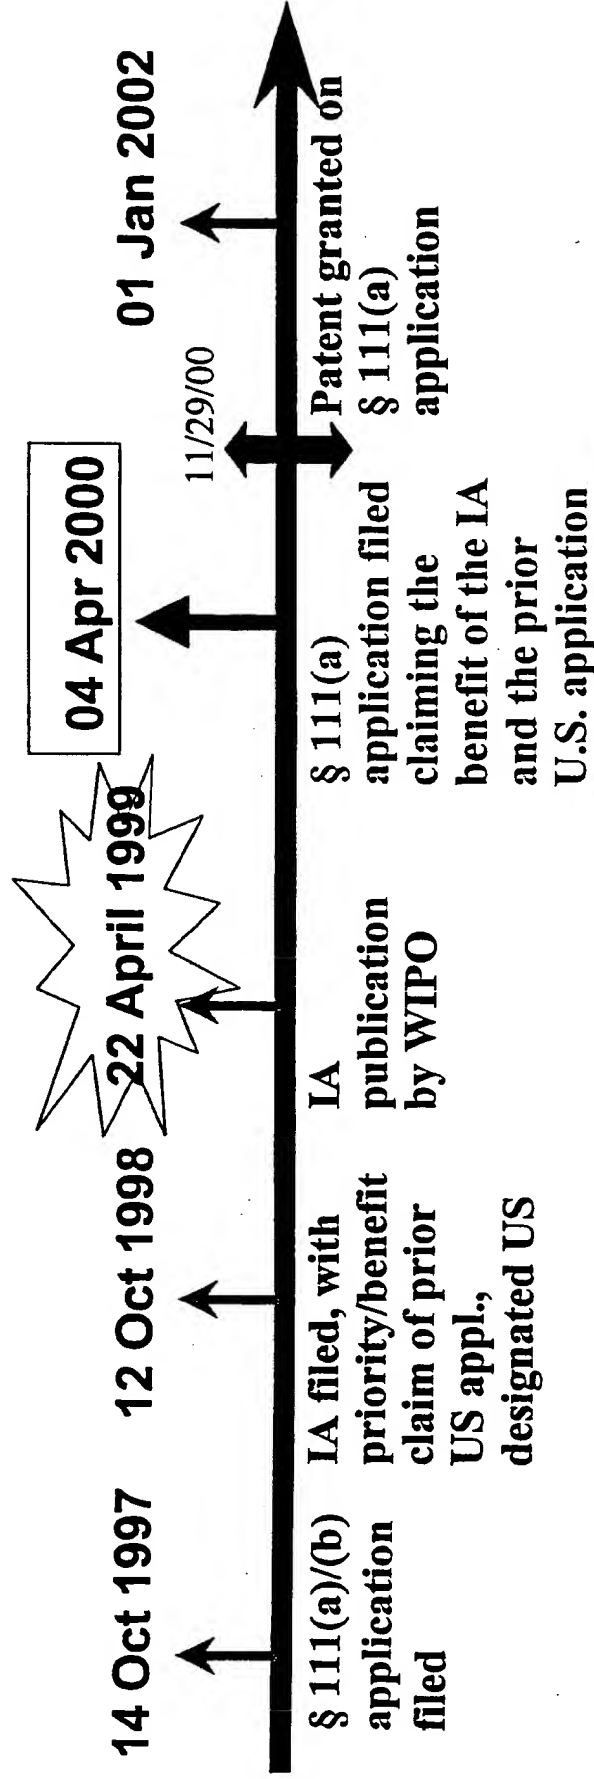 14 Oct 1997
12 Oct 1998
22 April 1999
04 Apr 2000
11/29/00
01 Jan 2002
§ 111(a)/(b)
application
filed
IA filed, with
priority/benefit
claim of prior
US appl.,
designated US
IA
publication
by WIPO
§ 111(a)
application filed
claiming the
benefit of the IA
and the prior
U.S. application
Patent granted on
§ 111(a)
application